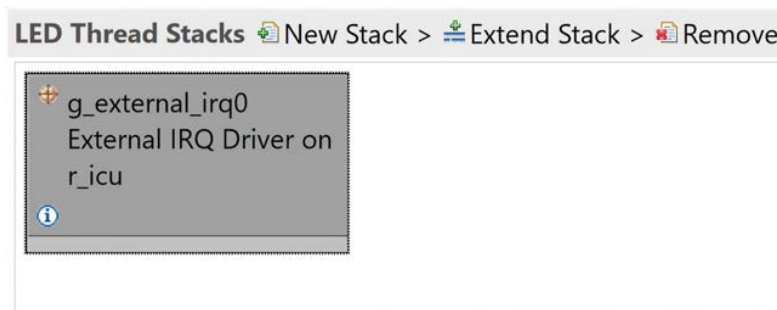 LED Thread Stacks New Stack > Extend Stack > Remove
g_external_irq0
External IRQ Driver on
r_icu